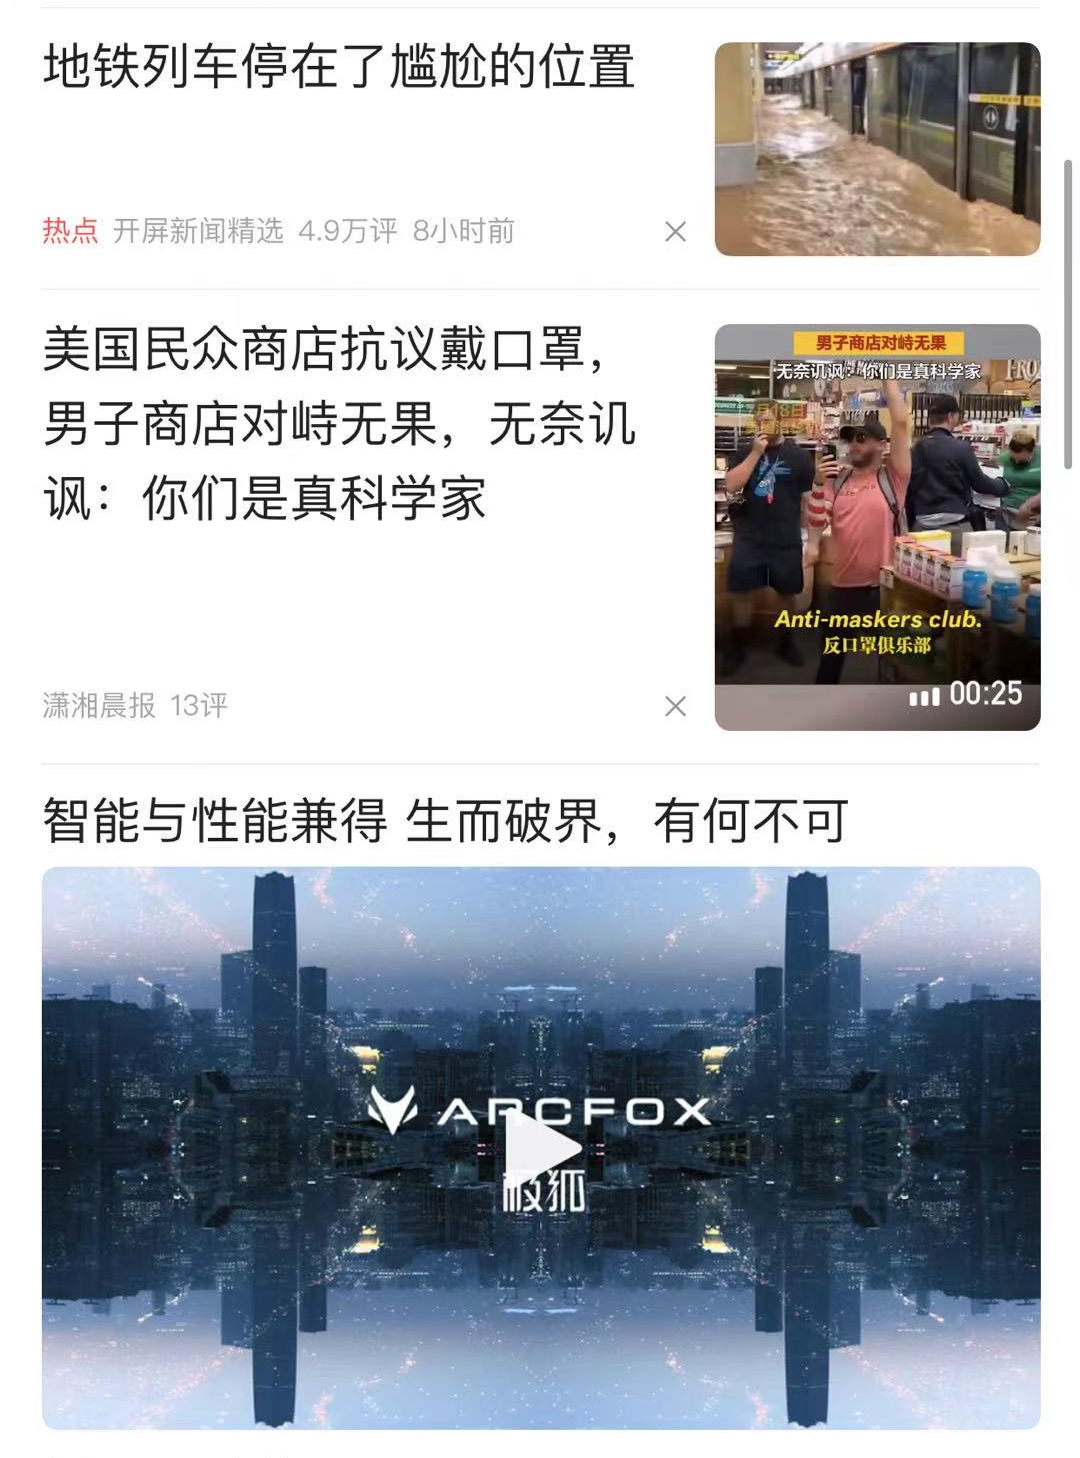 地铁列车停在了尴尬的位置
热点 开屏新闻精选 4.9万评 8小时前
美国民众商店抗议戴口罩，
男子商店对峙无果，无奈讥
讽：你们是真科学家
男子商店对峙无果
无奈讥讽：你们是真科学家
Anti-maskers club.
反口罩俱乐部
00:25
潇湘晨报 13评
智能与性能兼得 生而破界，有何不可
ARCFOX
极狐